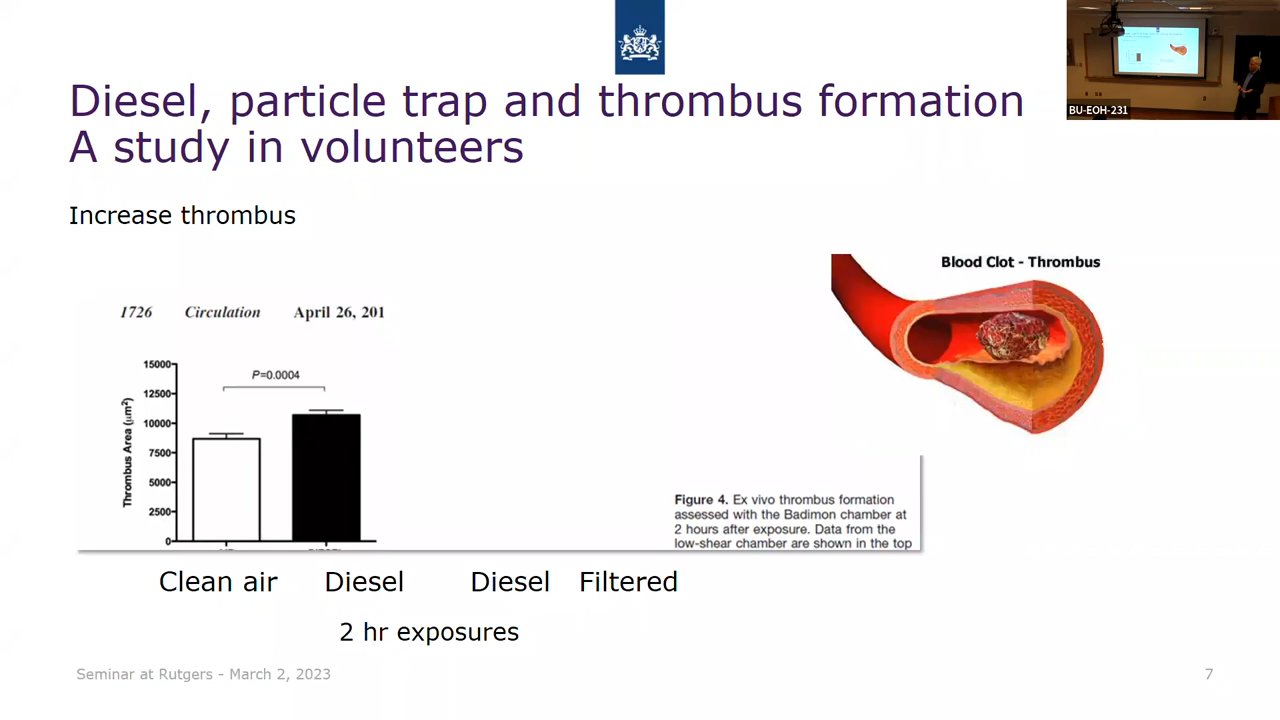 Diesel, particle trap and thrombus formation
A study in volunteers
BU-EOH-231
Increase thrombus
Blood Clot - Thrombus
1726 Circulation April 26, 201
15000
12500
10000
7500
5000
2500
0
Thrombus Area (µm²)
P=0.0004
Figure 4. Ex vivo thrombus formation
assessed with the Badimon chamber at
2 hours after exposure. Data from the
low-shear chamber are shown in the top
Clean air Diesel Diesel Filtered
2 hr exposures
Seminar at Rutgers - March 2, 2023
7